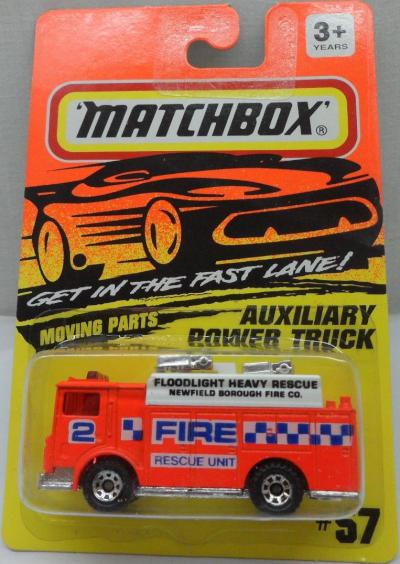 3+
YEARS
'MATCHBOX'®
GET IN THE FAST LANE!
MOVING PARTS
AUXILIARY
POWER TRUCK
FLOODLIGHT HEAVY RESCUE
NEWFIELD BOROUGH FIRE CO.
2 FIRE
RESCUE UNIT
# 57